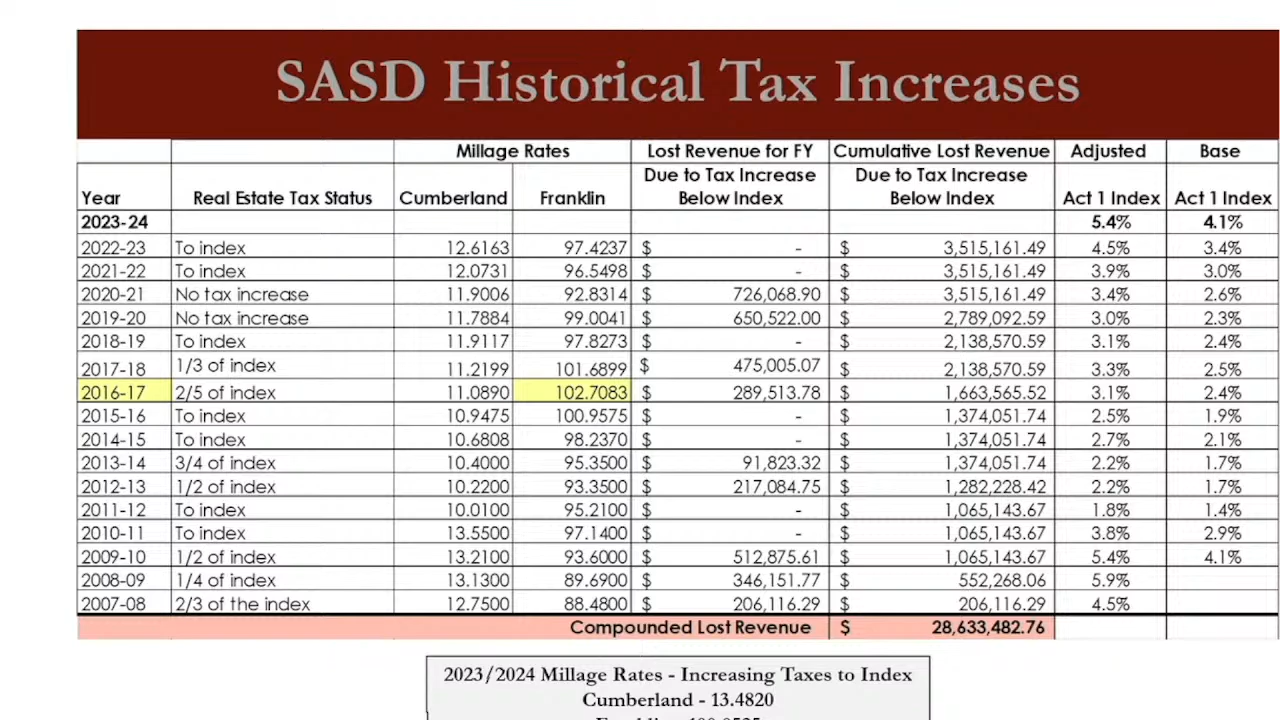 SASD Historical Tax Increases
Millage Rates Lost Revenue for FY Cumulative Lost Revenue Adjusted Base
Due to Tax Increase Due to Tax Increase
Year Real Estate Tax Status Cumberland Franklin Below Index Below Index Act 1 Index Act 1 Index
2023-24 5.4% 4.1%
2022-23 To index 12.6163 97.4237 $ - $ 3,515,161.49 4.5% 3.4%
2021-22 To index 12.0731 96.5498 $ - $ 3,515,161.49 3.9% 3.0%
2020-21 No tax increase 11.9006 92.8314 $ 726,068.90 $ 3,515,161.49 3.4% 2.6%
2019-20 No tax increase 11.7884 99.0041 $ 650,522.00 $ 2,789,092.59 3.0% 2.3%
2018-19 To index 11.9117 97.8273 $ - $ 2,138,570.59 3.1% 2.4%
2017-18 1/3 of index 11.2199 101.6899 $ 475,005.07 $ 2,138,570.59 3.3% 2.5%
2016-17 2/5 of index 11.0890 102.7083 $ 289,513.78 $ 1,663,565.52 3.1% 2.4%
2015-16 To index 10.9475 100.9575 $ - $ 1,374,051.74 2.5% 1.9%
2014-15 To index 10.6808 98.2370 $ - $ 1,374,051.74 2.7% 2.1%
2013-14 3/4 of index 10.4000 95.3500 $ 91,823.32 $ 1,374,051.74 2.2% 1.7%
2012-13 1/2 of index 10.2200 93.3500 $ 217,084.75 $ 1,282,228.42 2.2% 1.7%
2011-12 To index 10.0100 95.2100 $ - $ 1,065,143.67 1.8% 1.4%
2010-11 To index 13.5500 97.1400 $ - $ 1,065,143.67 3.8% 2.9%
2009-10 1/2 of index 13.2100 93.6000 $ 512,875.61 $ 1,065,143.67 5.4% 4.1%
2008-09 1/4 of index 13.1300 89.6900 $ 346,151.77 $ 552,268.06 5.9%
2007-08 2/3 of the index 12.7500 88.4800 $ 206,116.29 $ 206,116.29 4.5%
Compounded Lost Revenue $ 28,633,482.76
2023/2024 Millage Rates - Increasing Taxes to Index
Cumberland - 13.4820